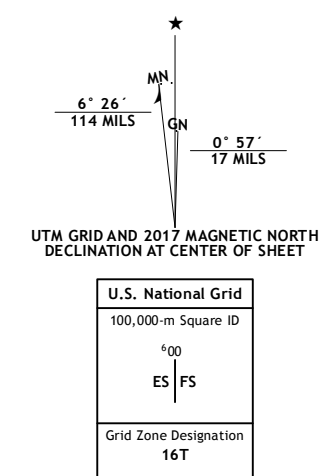 ★
MN.
6° 26´
114 MILS
GN
0° 57´
17 MILS
UTM GRID AND 2017 MAGNETIC NORTH
DECLINATION AT CENTER OF SHEET
U.S. National Grid
100,000-m Square ID
⁶00
ES FS
Grid Zone Designation
16T